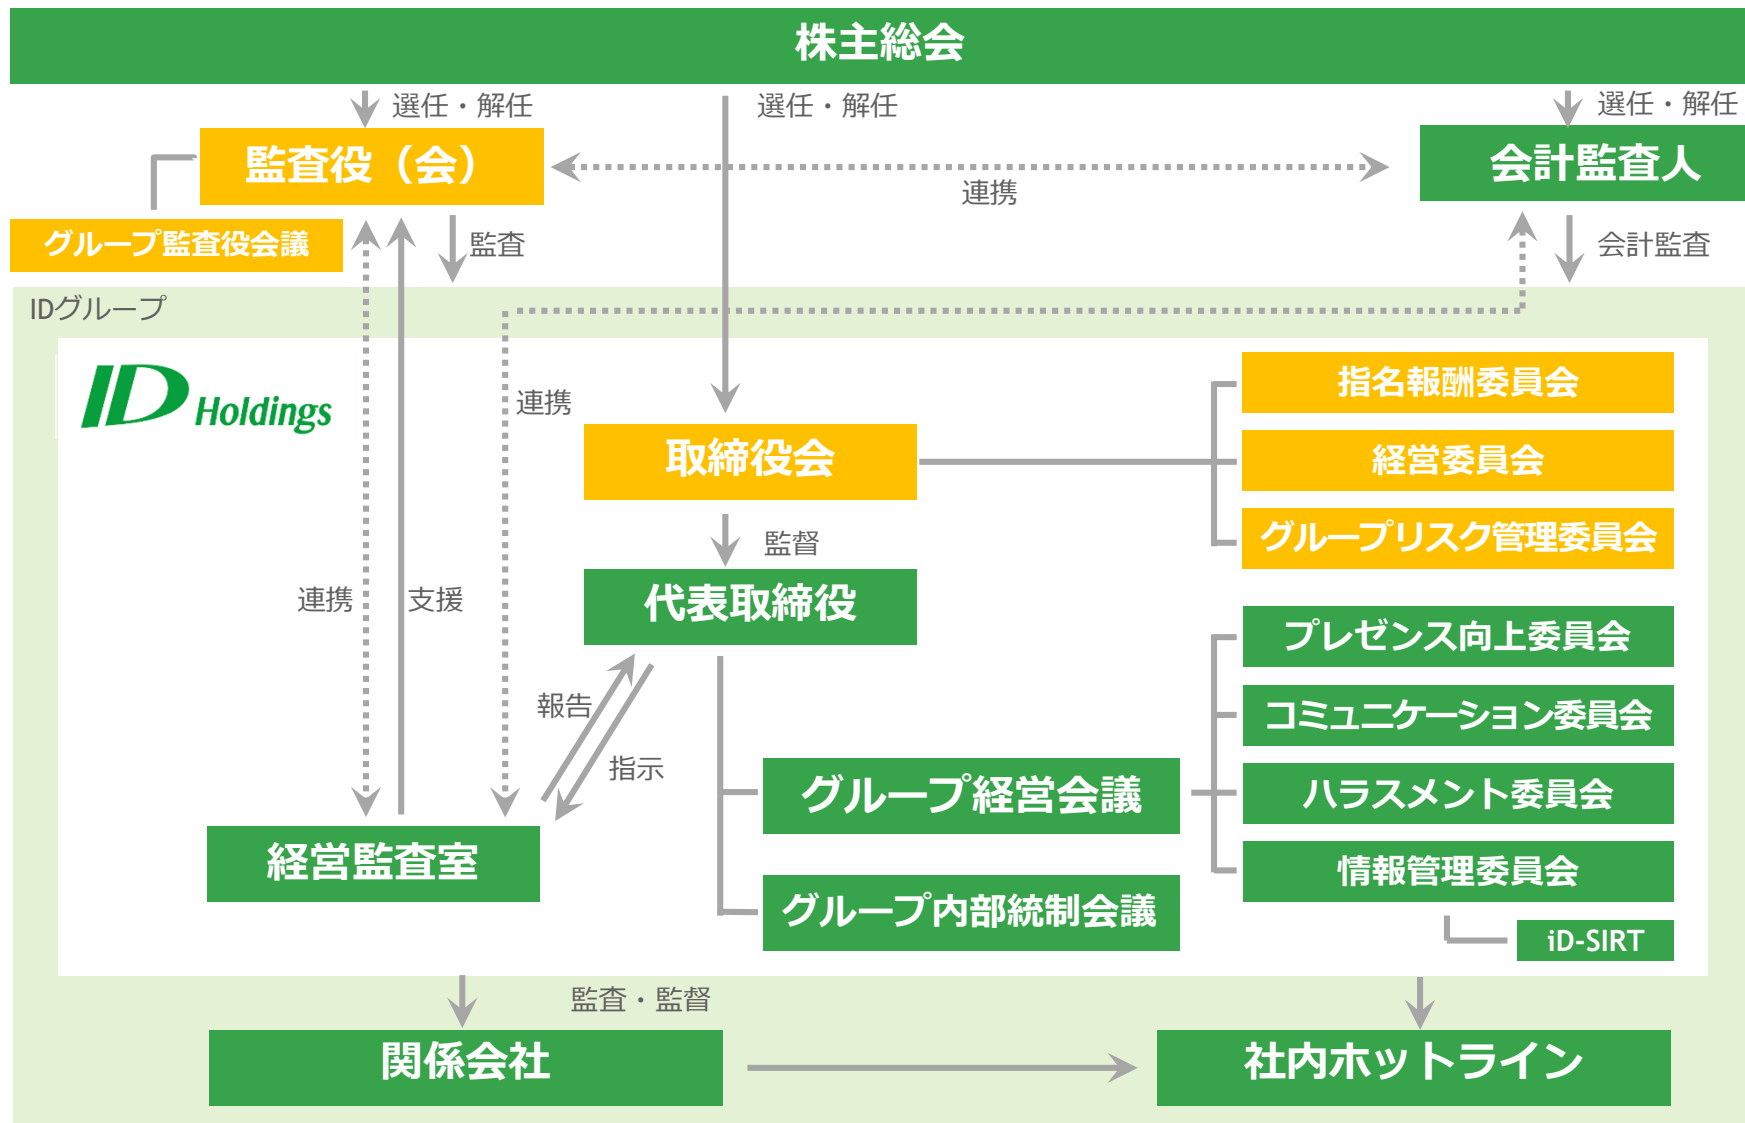 株主総会
選任・解任
選任・解任
選任・解任
監査役（会）
会計監査人
連携
グループ監査役会議
監査
会計監査
IDグループ
ID Holdings
連携
指名報酬委員会
取締役会
経営委員会
グループリスク管理委員会
監督
代表取締役
連携
支援
プレゼンス向上委員会
報告
コミュニケーション委員会
指示
グループ経営会議
ハラスメント委員会
経営監査室
情報管理委員会
グループ内部統制会議
iD-SIRT
監査・監督
関係会社
社内ホットライン